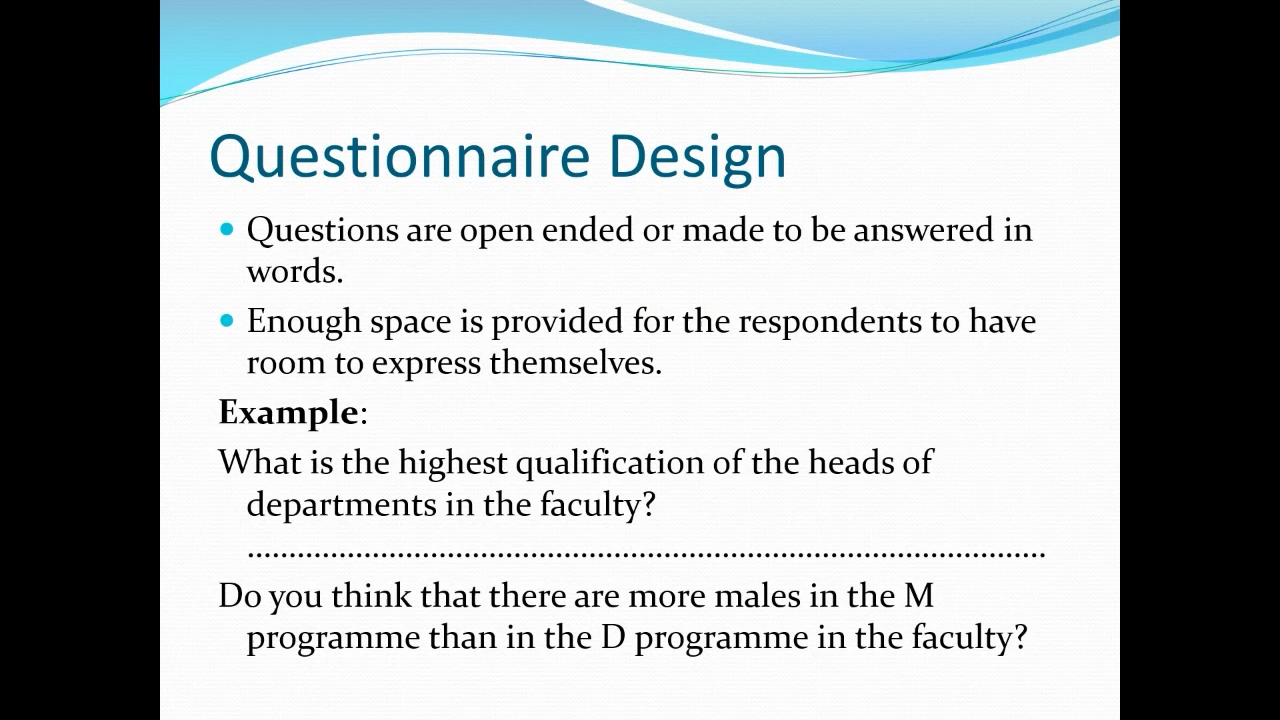 Questionnaire Design
• Questions are open ended or made to be answered in
words.
• Enough space is provided for the respondents to have
room to express themselves.
Example:
What is the highest qualification of the heads of
departments in the faculty?
................................................................................................
Do you think that there are more males in the M
programme than in the D programme in the faculty?